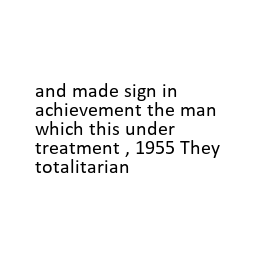 and made sign in
achievement the man
which this under
treatment , 1955 They
totalitarian